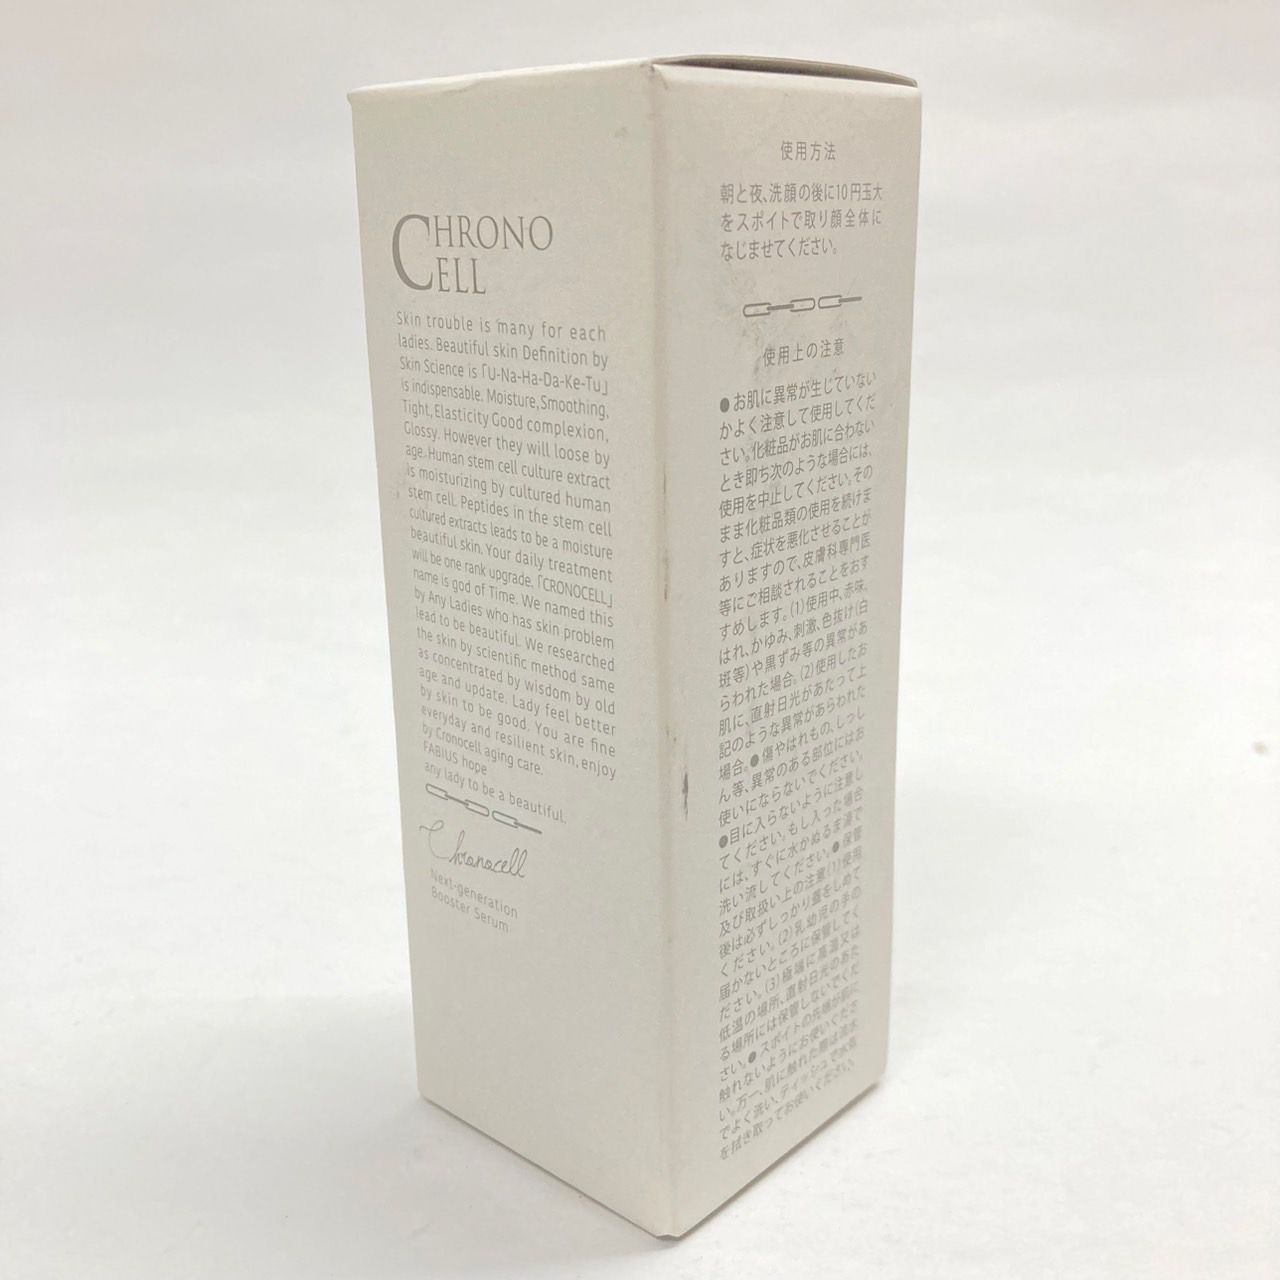 CHRONO
CELL
Skin trouble is many for each
ladies. Beautiful skin Definition by
Skin Science is「U-Na-Ha-Da-Ke-Tu」
is indispensable. Moisture, Smoothing,
Tight, Elasticity Good complexion,
Glossy. However they will loose by
age. Human stem cell culture extract
is moisturizing by cultured human
stem cell. Peptides in the stem cell
cultured extracts leads to be a moisture
beautiful skin. Your daily treatment
will be one rank upgrade.「CRONOCELL」
name is god of Time. We named this
by Any Ladies who has skin problem
lead to be beautiful. We researched
the skin by scientific method same
as concentrated by wisdom by old
age and update. Lady feel better
by skin to be good. You are fine
everyday and resilient skin, enjoy
by Cronocell aging care.
FABIUS hope
any lady to be a beautiful.
Chronocell
Next-generation
Booster Serum
使用方法
朝と夜、洗顔の後に10円玉大
をスポイトで取り顔全体に
なじませてください。
使用上の注意
●お肌に異常が生じていない
かよく注意して使用してくだ
さい。化粧品がお肌に合わない
とき即ち次のような場合には、
使用を中止してください。その
まま化粧品類の使用を続けま
すと、症状を悪化させることが
ありますので、皮膚科専門医
等にご相談されることをおす
すめします。(1)使用中、赤味、
はれ、かゆみ、刺激、色抜け(白
斑等)や黒ずみ等の異常があ
らわれた場合。(2)使用したお
肌に、直射日光があたって上
記のような異常があらわれた
場合。●傷やはれもの、しっし
ん等、異常のある部位にはお
使いにならないでください。
●目に入らないように注意し
てください。もし入った場合
には、すぐに水かぬるま湯で
洗い流してください。●保管
及び取扱い上の注意(1)使用
後は必ずしっかり蓋をしめて
ください。(2)乳幼児の手の
届かないところに保管してく
ださい。(3)極端に高温又は
低温の場所、直射日光のあた
る場所には保管しないでくだ
さい。●スポイトの先端が肌に
触れないようにお使いくださ
い。万一、肌に触れた際は流水
でよく洗い、ティッシュで水気
を拭き取ってお使いください。